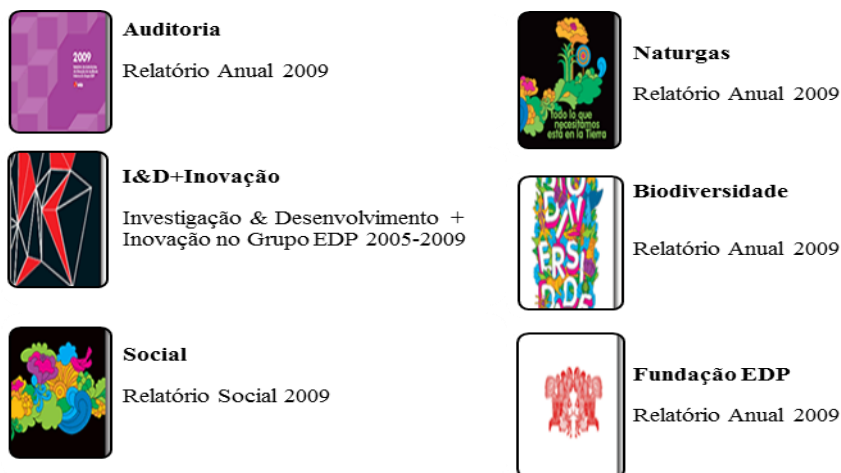 Auditoria
Relatório Anual 2009
2009
I&D+Inovação
Investigação & Desenvolvimento +
Inovação no Grupo EDP 2005-2009
Social
Relatório Social 2009
Naturgas
Relatório Anual 2009
Todo lo que
necesitamos
está en la Tierra
Biodiversidade
Relatório Anual 2009
Fundação EDP
Relatório Anual 2009